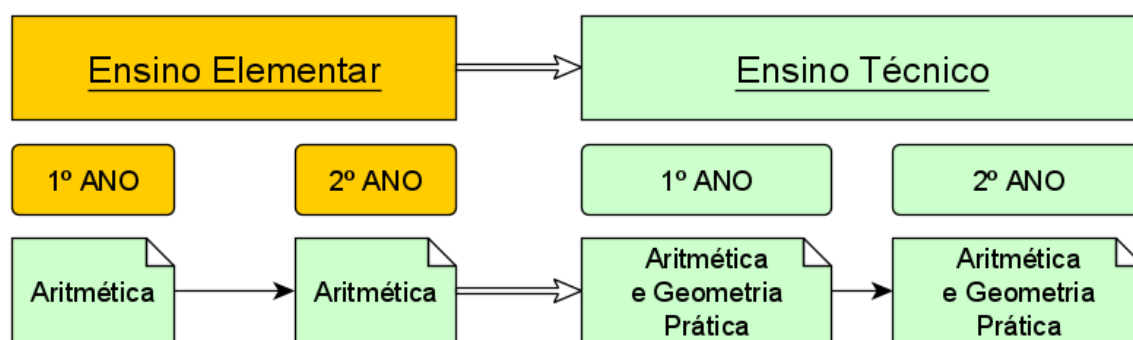 Ensino Elementar
Ensino Técnico
1º ANO
2º ANO
1º ANO
2º ANO
Aritmética
Aritmética
Aritmética
e Geometria
Prática
Aritmética
e Geometria
Prática